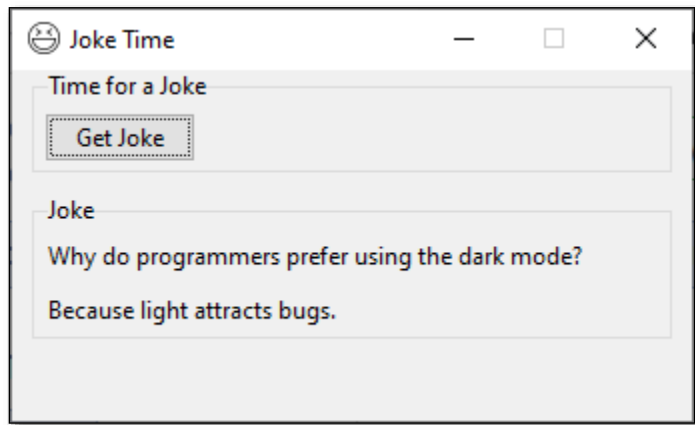 Joke Time
Time for a Joke
Get Joke
Joke
Why do programmers prefer using the dark mode?
Because light attracts bugs.